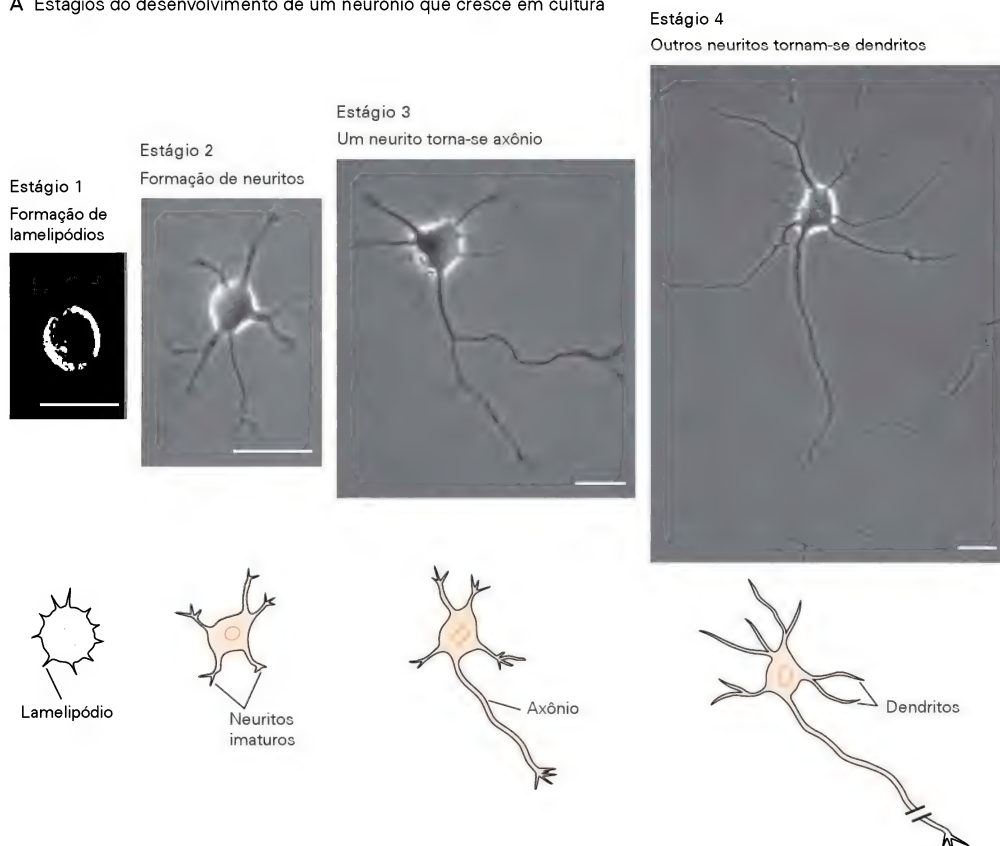 A Estágios do desenvolvimento de um neurônio que cresce em cultura
Estágio 1
Formação de
lamelipódios
Estágio 2
Formação de neuritos
Estágio 3
Um neurito torna-se axônio
Estágio 4
Outros neuritos tornam-se dendritos
Lamelipódio
Neuritos
imaturos
Axônio
Dendritos